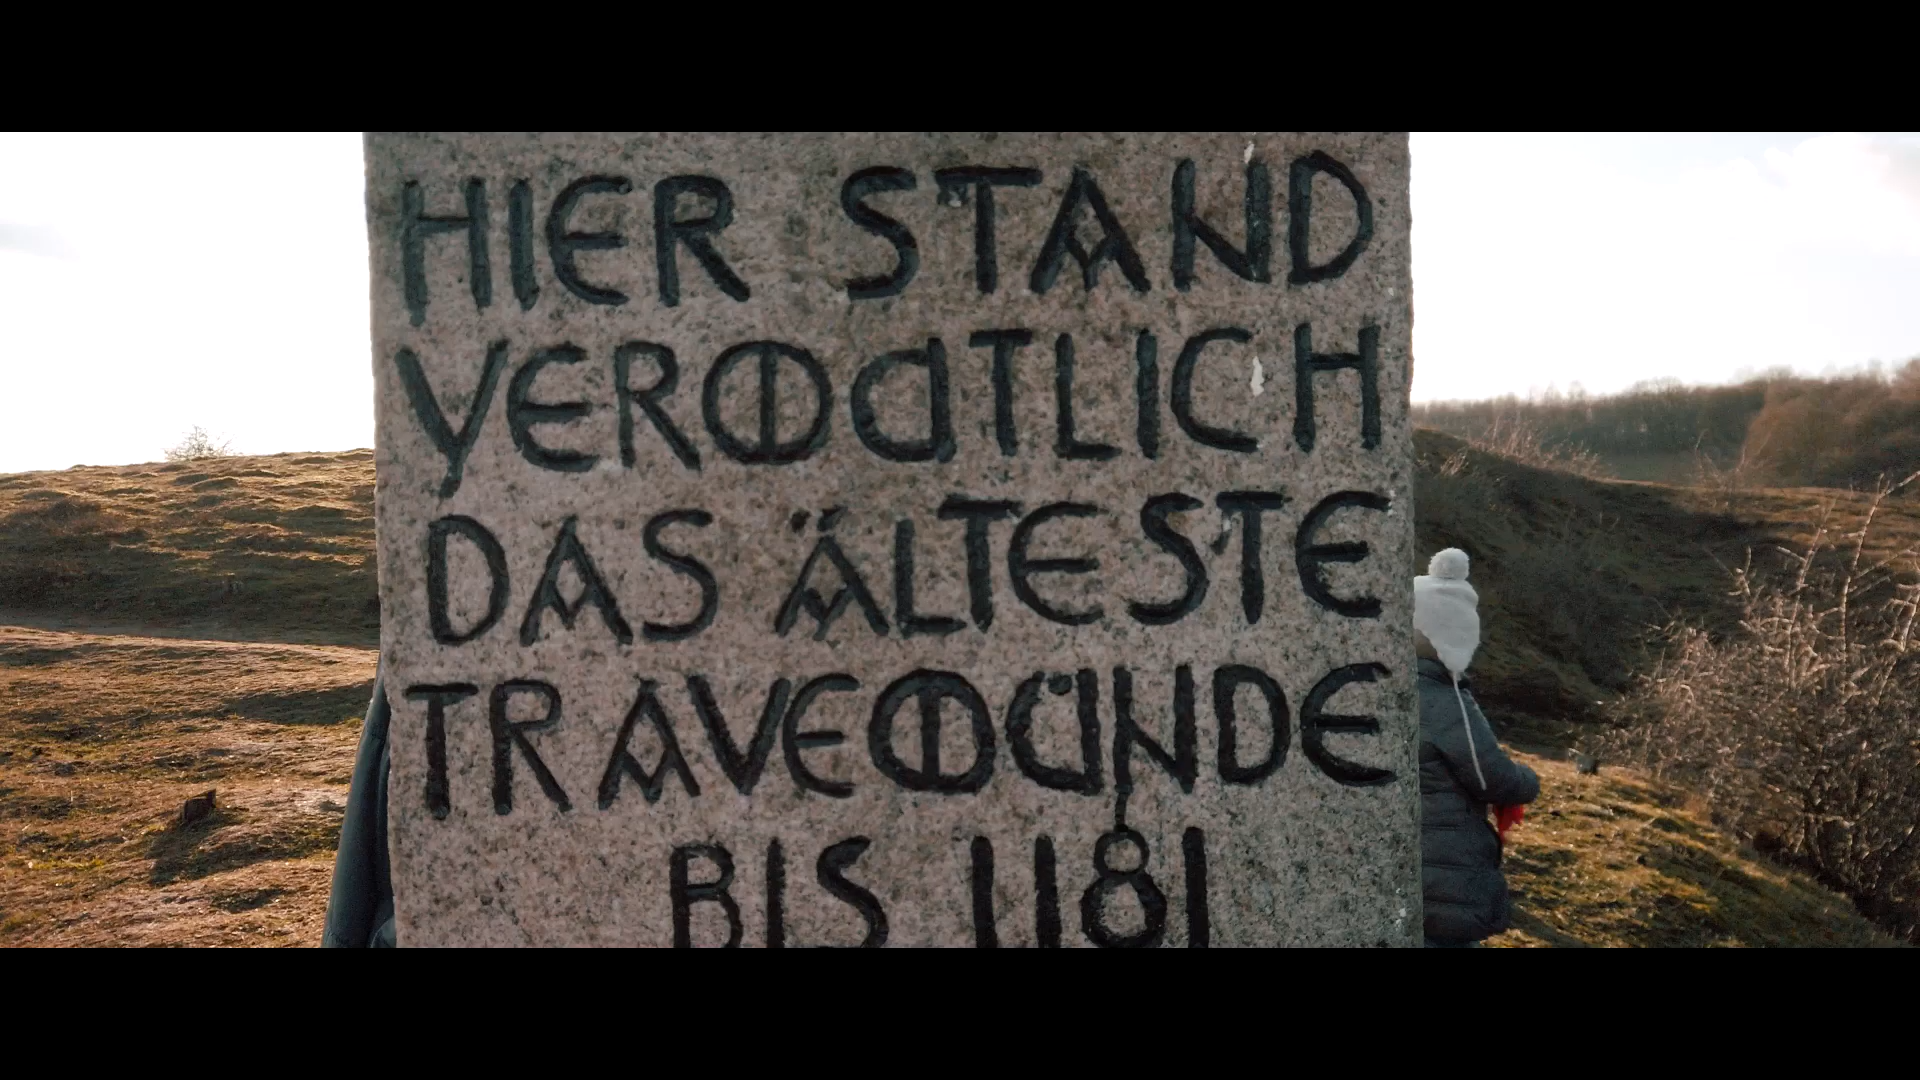 HIER STAND
VERMUTLICH
DAS ÄLTESTE
TRAVEMÜNDE
BIS 1181